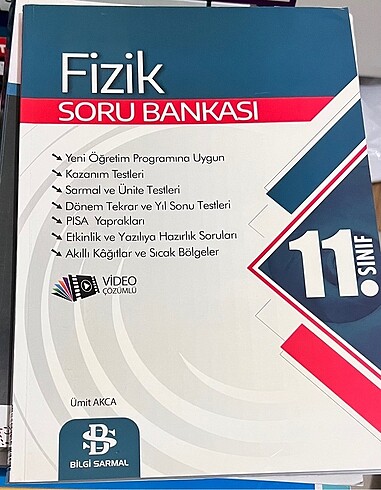 Fizik
SORU BANKASI
Yeni Öğretim Programına Uygun
Kazanım Testleri
Sarmal ve Ünite Testleri
Dönem Tekrar ve Yıl Sonu Testleri
PISA Yaprakları
Etkinlik ve Yazılıya Hazırlık Soruları
Akıllı Kâğıtlar ve Sıcak Bölgeler
11. SINIF
VİDEO
ÇÖZÜMLÜ
Ümit AKCA
BS
BİLGİ SARMAL